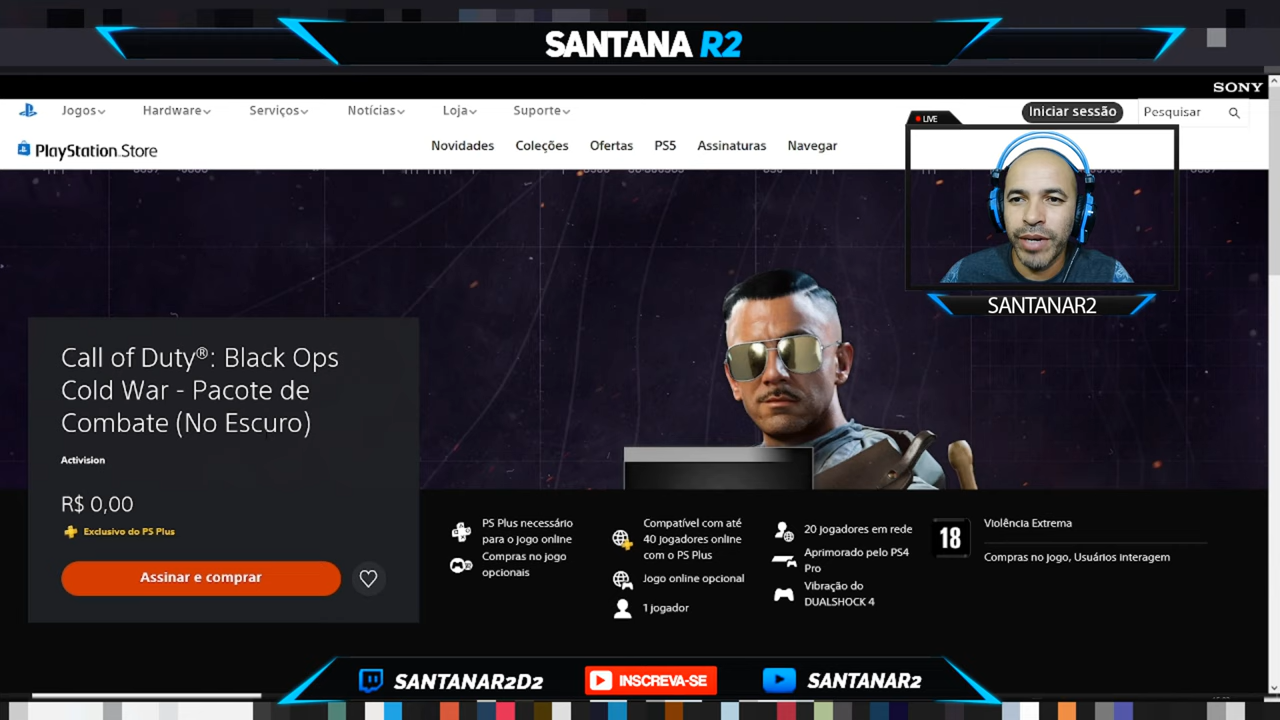 SANTANA R2
SONY
Jogos Hardware Serviços Notícias Loja Suporte Iniciar sessão Pesquisar
LIVE
PlayStation Store Novidades Coleções Ofertas PS5 Assinaturas Navegar
SANTANAR2
Call of Duty®: Black Ops
Cold War - Pacote de
Combate (No Escuro)
Activision
R$ 0,00
Exclusivo do PS Plus
Assinar e comprar
PS Plus necessário
para o jogo online
Compras no jogo
opcionais
Compatível com até
40 jogadores online
com o PS Plus
Jogo online opcional
1 jogador
20 jogadores em rede
Aprimorado pelo PS4
Pro
Vibração do
DUALSHOCK 4
18
Violência Extrema
Compras no jogo, Usuários interagem
SANTANAR2D2 INSCREVA-SE SANTANAR2